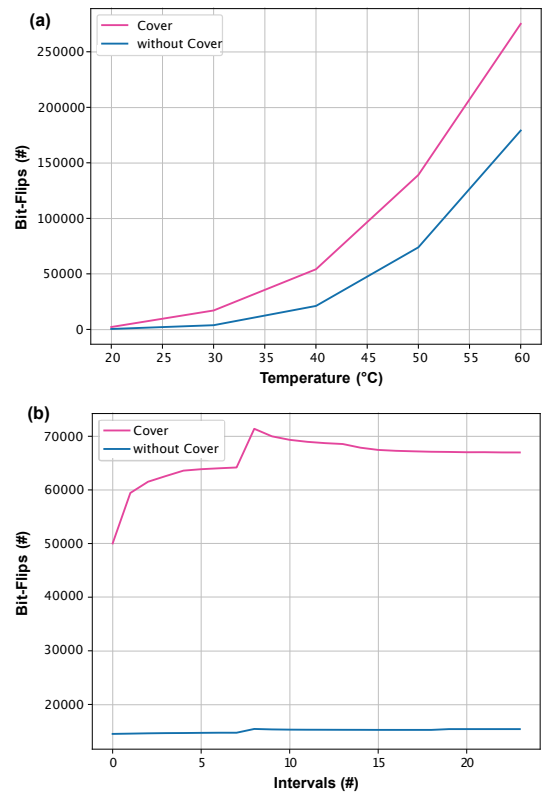 (a)
Cover
without Cover
250000
200000
150000
100000
50000
0
Bit-Flips (#)
20 25 30 35 40 45 50 55 60
Temperature (°C)
(b)
Cover
without Cover
70000
60000
50000
40000
30000
20000
Bit-Flips (#)
0 5 10 15 20
Intervals (#)